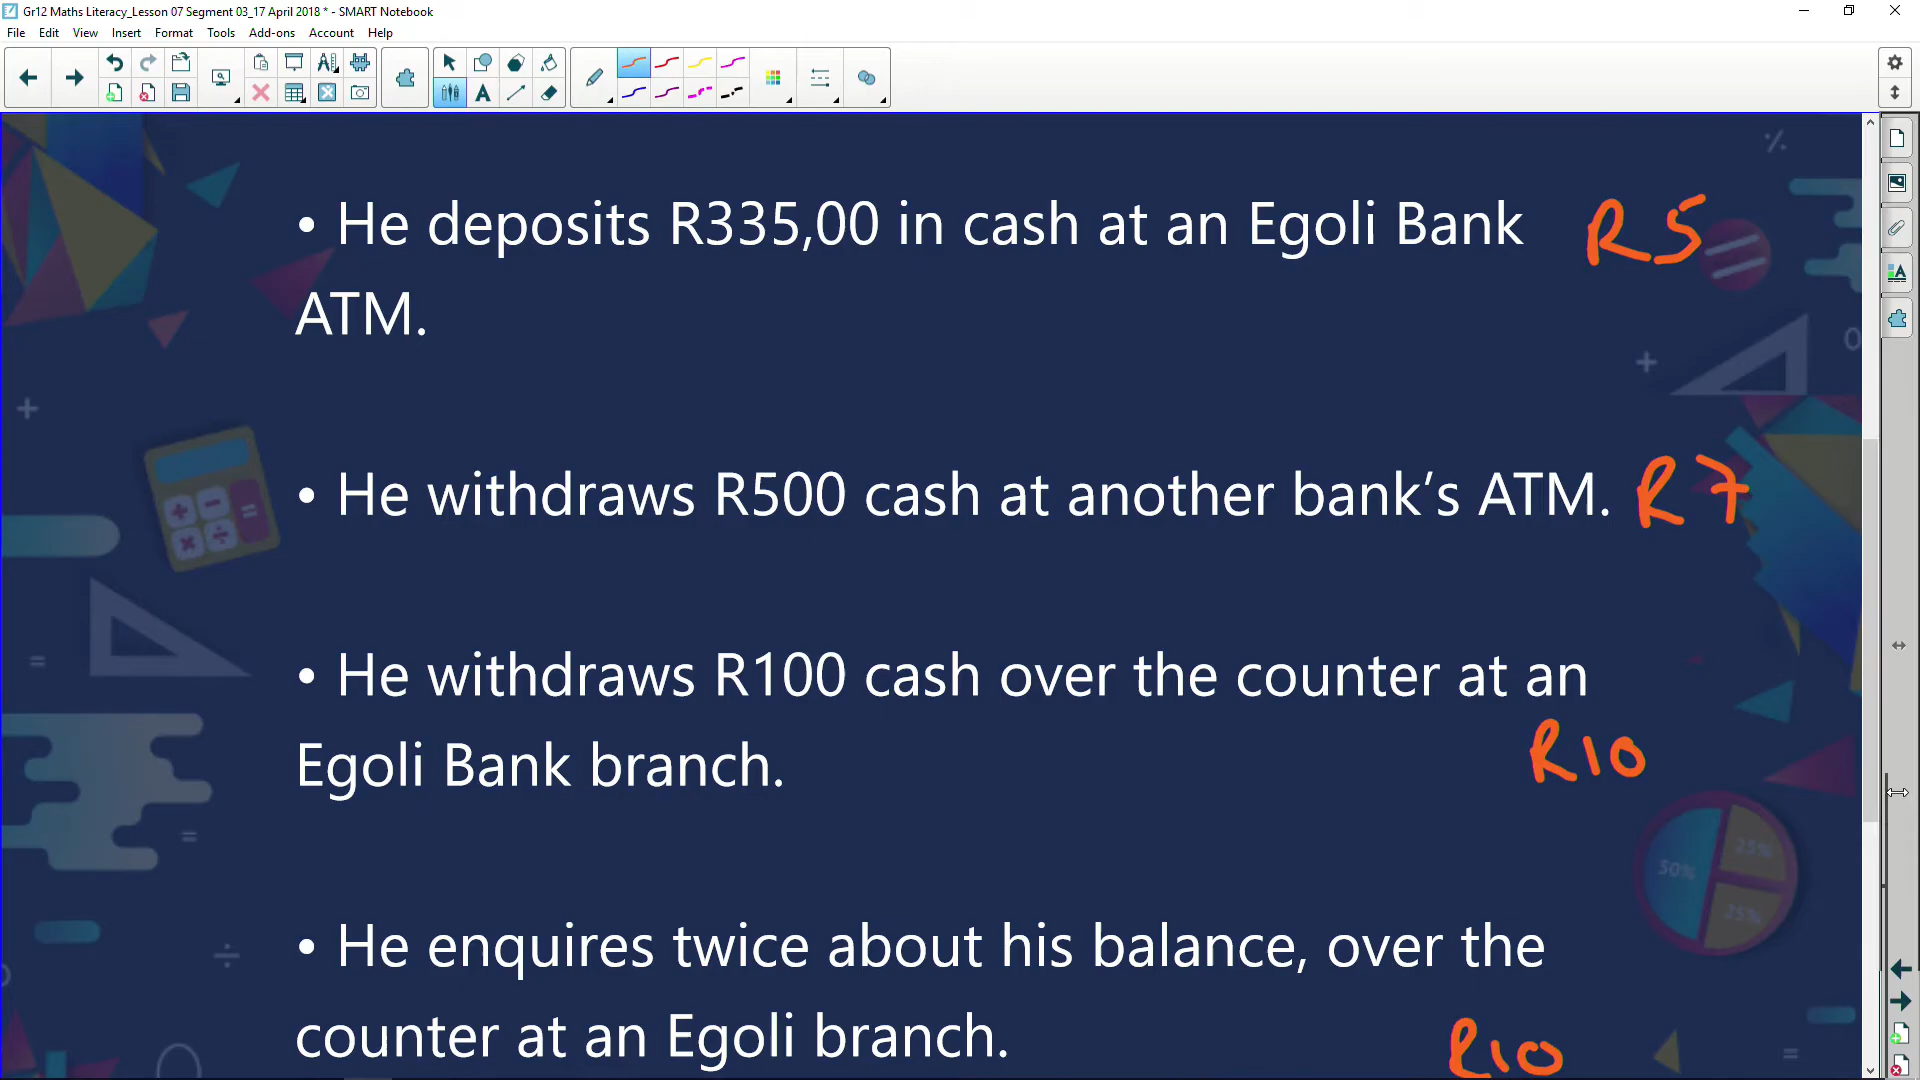 Gr12 Maths Literacy_Lesson 07 Segment 03_17 April 2018 * - SMART Notebook
File Edit View Insert Format Tools Add-ons Account Help
• He deposits R335,00 in cash at an Egoli Bank R5
ATM.
• He withdraws R500 cash at another bank’s ATM. R7
• He withdraws R100 cash over the counter at an
Egoli Bank branch. R10
50% 25%
25%
• He enquires twice about his balance, over the
counter at an Egoli branch. R10